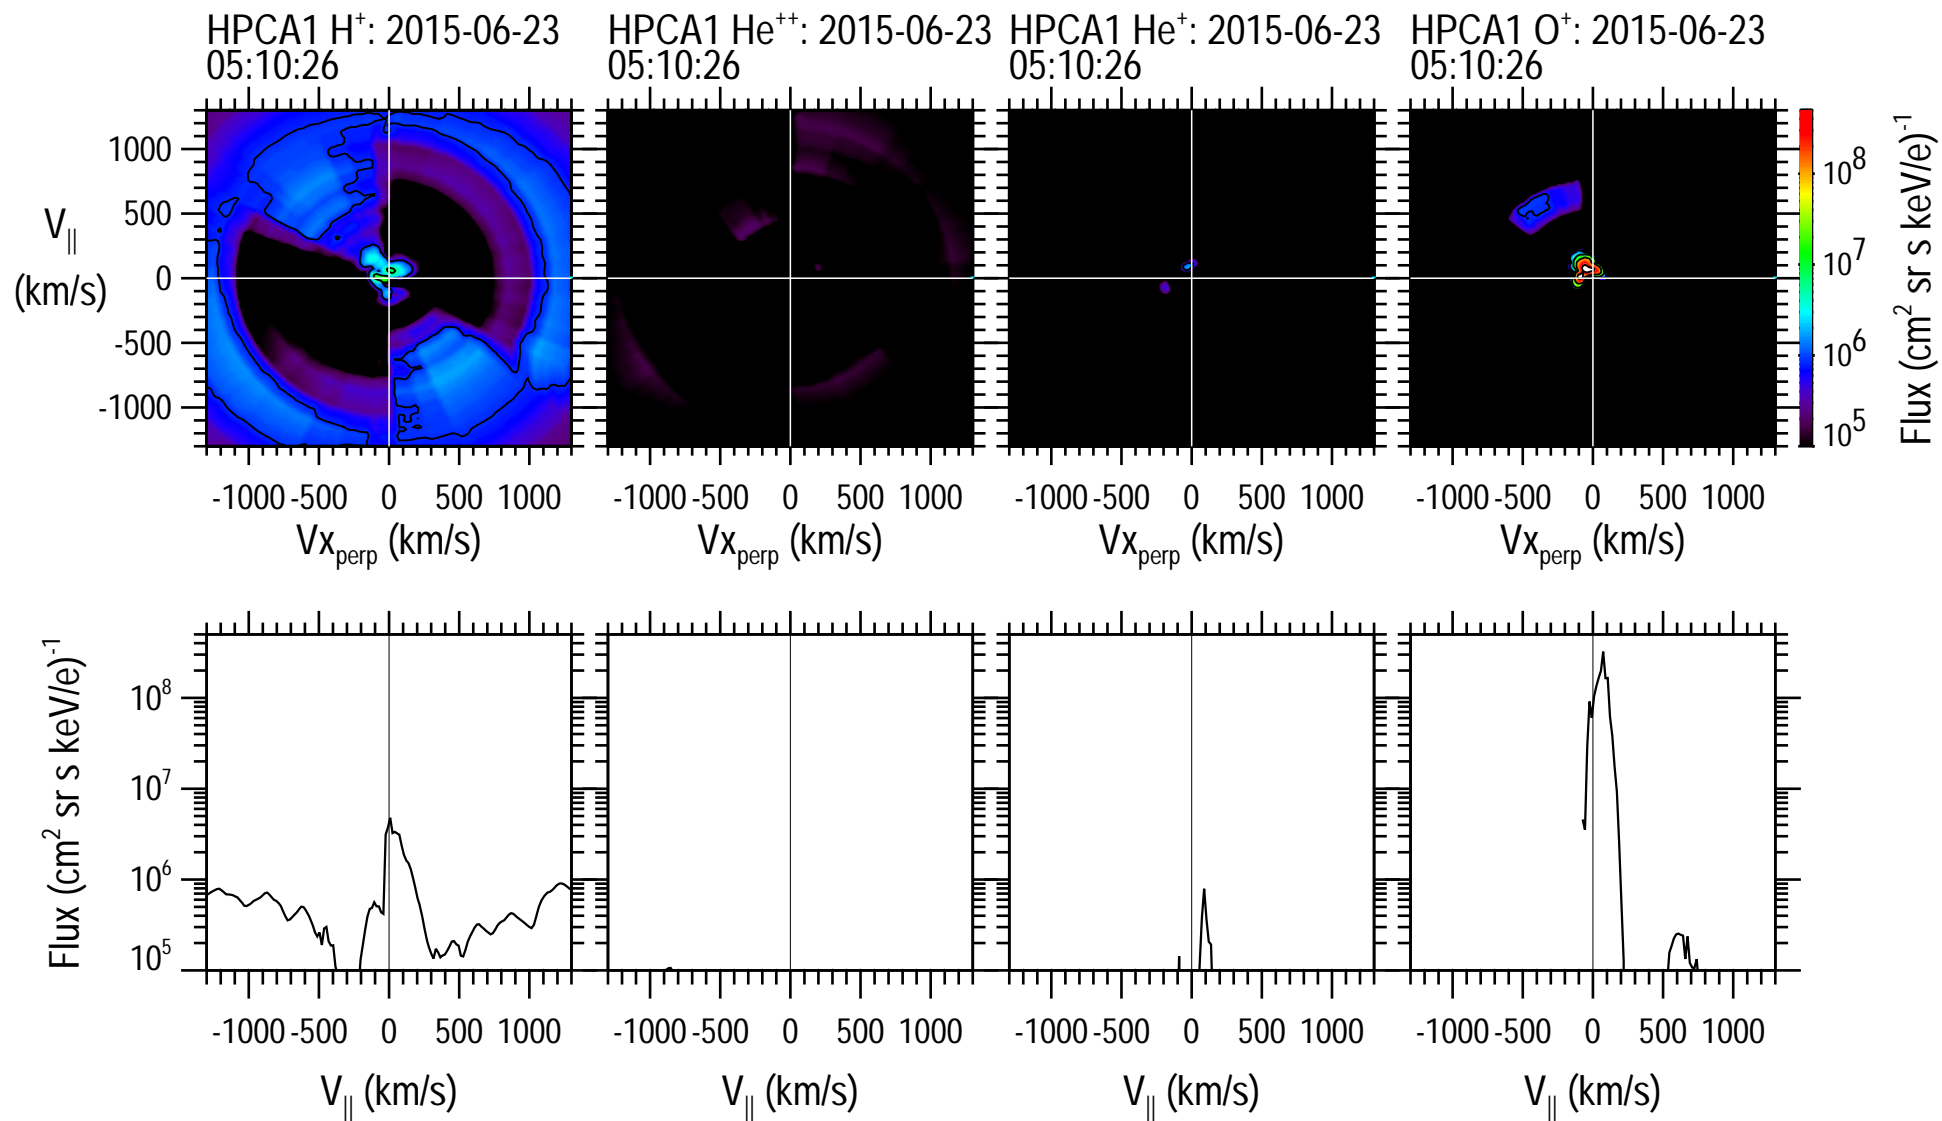 HPCA1 H⁺: 2015-06-23
05:10:26
HPCA1 He⁺⁺: 2015-06-23
05:10:26
HPCA1 He⁺: 2015-06-23
05:10:26
HPCA1 O⁺: 2015-06-23
05:10:26
V||
(km/s)
1000
500
0
-500
-1000
-1000 -500 0 500 1000
Vx_perp (km/s)
-1000 -500 0 500 1000
Vx_perp (km/s)
-1000 -500 0 500 1000
Vx_perp (km/s)
-1000 -500 0 500 1000
Vx_perp (km/s)
10⁸
10⁷
10⁶
10⁵
Flux (cm² sr s keV/e)⁻¹
Flux (cm² sr s keV/e)⁻¹
10⁸
10⁷
10⁶
10⁵
-1000 -500 0 500 1000
V|| (km/s)
-1000 -500 0 500 1000
V|| (km/s)
-1000 -500 0 500 1000
V|| (km/s)
-1000 -500 0 500 1000
V|| (km/s)